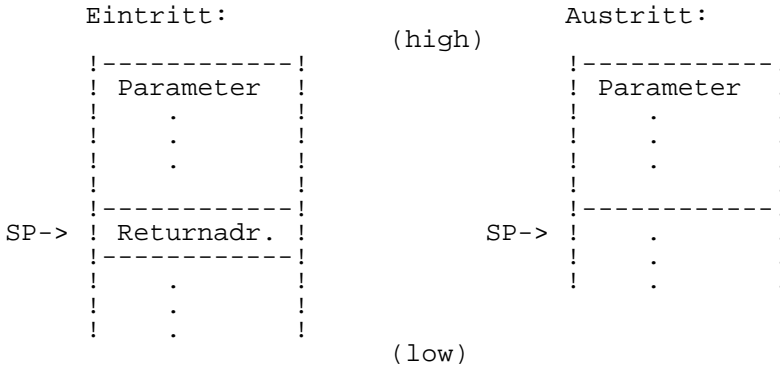 Eintritt: Austritt:
(high)
!------------! !------------
! Parameter ! ! Parameter
! . ! ! .
! . ! ! .
! . ! ! .
! ! !
!------------! !------------
SP-> ! Returnadr. ! SP-> ! .
!------------! ! .
! . ! ! .
! . !
! . !
(low)